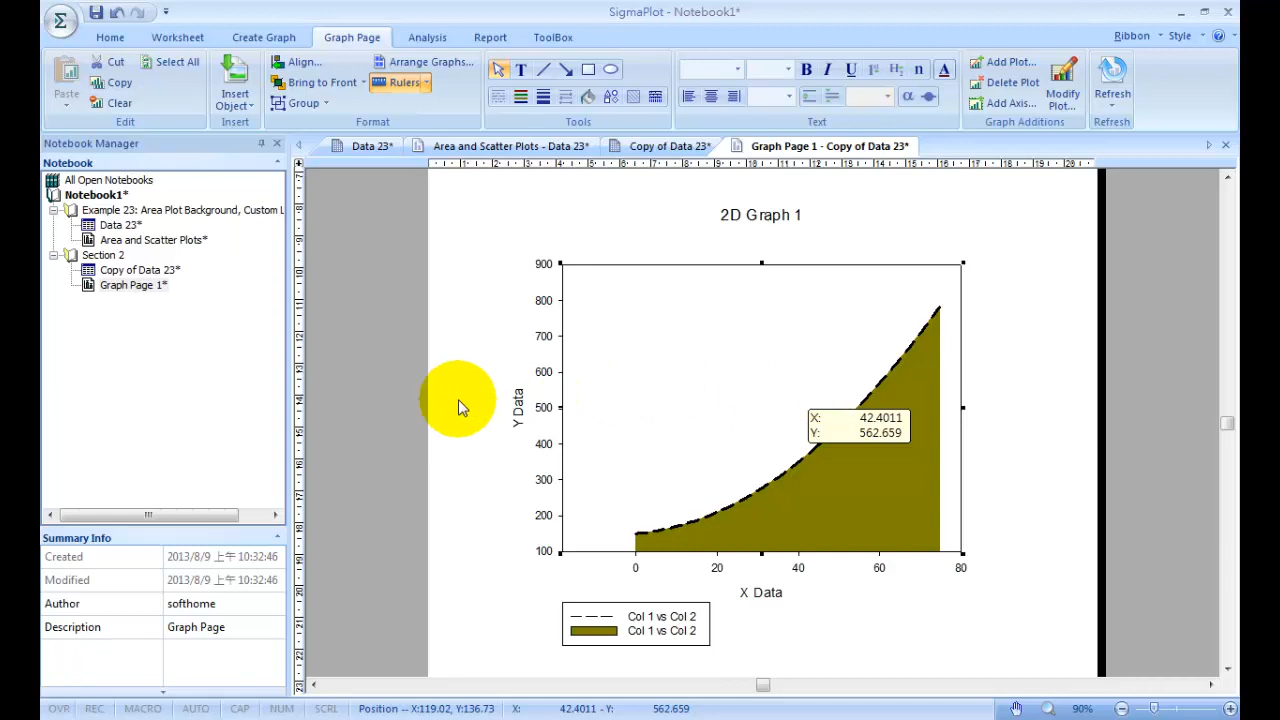 SigmaPlot - Notebook1*
Home Worksheet Create Graph Graph Page Analysis Report ToolBox Ribbon Style
Paste
Cut
Copy
Clear
Select All
Edit
Insert
Object
Insert
Align...
Bring to Front
Group
Arrange Graphs...
Rulers
Format
Tools
Text
Add Plot...
Delete Plot
Add Axis...
Modify
Plot...
Graph Additions
Refresh
Refresh
Notebook Manager
Data 23* Area and Scatter Plots - Data 23* Copy of Data 23* Graph Page 1 - Copy of Data 23*
Notebook
All Open Notebooks
Notebook1*
Example 23: Area Plot Background, Custom L
Data 23*
Area and Scatter Plots*
Section 2
Copy of Data 23*
Graph Page 1*
Summary Info
Created 2013/8/9 上午 10:32:46
Modified 2013/8/9 上午 10:32:46
Author softhome
Description Graph Page
2D Graph 1
900
800
700
600
500
400
300
200
100
Y Data
X: 42.4011
Y: 562.659
0 20 40 60 80
X Data
Col 1 vs Col 2
Col 1 vs Col 2
OVR REC MACRO AUTO CAP NUM SCRL Position -- X:119.02, Y:136.73 X: 42.4011 - Y: 562.659 90%